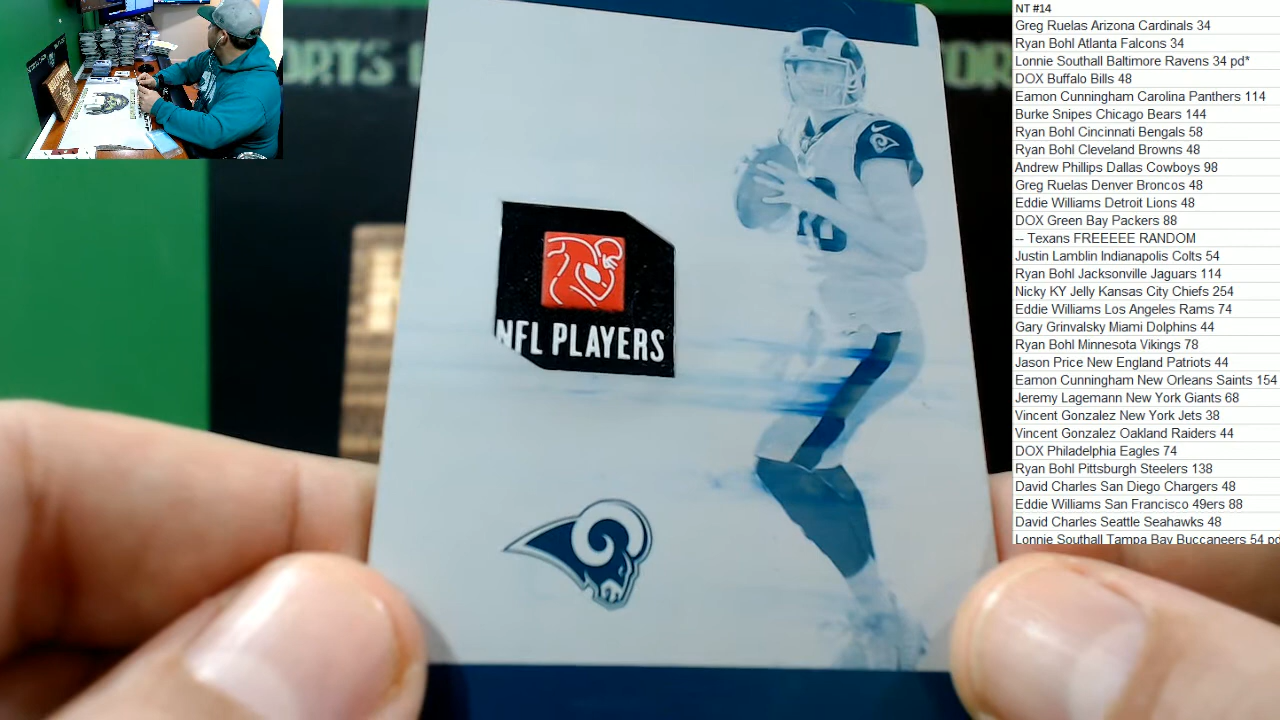 NT #14
Greg Ruelas Arizona Cardinals 34
Ryan Bohl Atlanta Falcons 34
Lonnie Southall Baltimore Ravens 34 pd*
DOX Buffalo Bills 48
Eamon Cunningham Carolina Panthers 114
Burke Snipes Chicago Bears 144
Ryan Bohl Cincinnati Bengals 58
Ryan Bohl Cleveland Browns 48
Andrew Phillips Dallas Cowboys 98
Greg Ruelas Denver Broncos 48
Eddie Williams Detroit Lions 48
DOX Green Bay Packers 88
-- Texans FREEEEE RANDOM
Justin Lamblin Indianapolis Colts 54
Ryan Bohl Jacksonville Jaguars 114
Nicky KY Jelly Kansas City Chiefs 254
Eddie Williams Los Angeles Rams 74
Gary Grinvalsky Miami Dolphins 44
Ryan Bohl Minnesota Vikings 78
Jason Price New England Patriots 44
Eamon Cunningham New Orleans Saints 154
Jeremy Lagemann New York Giants 68
Vincent Gonzalez New York Jets 38
Vincent Gonzalez Oakland Raiders 44
DOX Philadelphia Eagles 74
Ryan Bohl Pittsburgh Steelers 138
David Charles San Diego Chargers 48
Eddie Williams San Francisco 49ers 88
David Charles Seattle Seahawks 48
Lonnie Southall Tampa Bay Buccaneers 54 pd
NFL PLAYERS